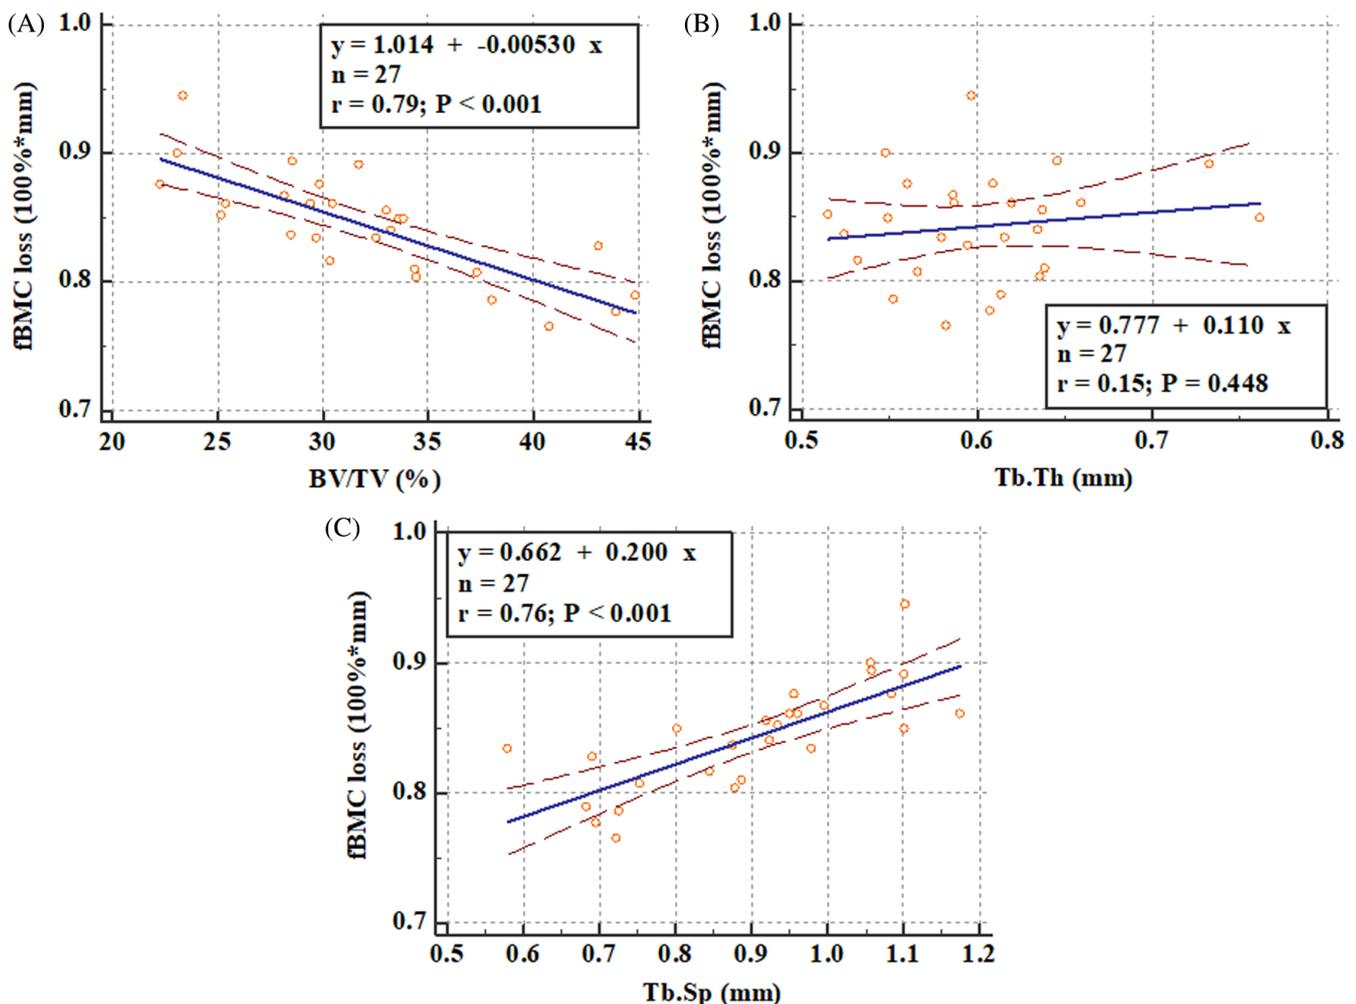 (A)
fBMC loss (100%*mm)
1.0
0.9
0.8
0.7
y = 1.014 + -0.00530 x
n = 27
r = 0.79; P < 0.001
20 25 30 35 40 45
BV/TV (%)
(B)
fBMC loss (100%*mm)
1.0
0.9
0.8
0.7
y = 0.777 + 0.110 x
n = 27
r = 0.15; P = 0.448
0.5 0.6 0.7 0.8
Tb.Th (mm)
(C)
fBMC loss (100%*mm)
1.0
0.9
0.8
0.7
y = 0.662 + 0.200 x
n = 27
r = 0.76; P < 0.001
0.5 0.6 0.7 0.8 0.9 1.0 1.1 1.2
Tb.Sp (mm)